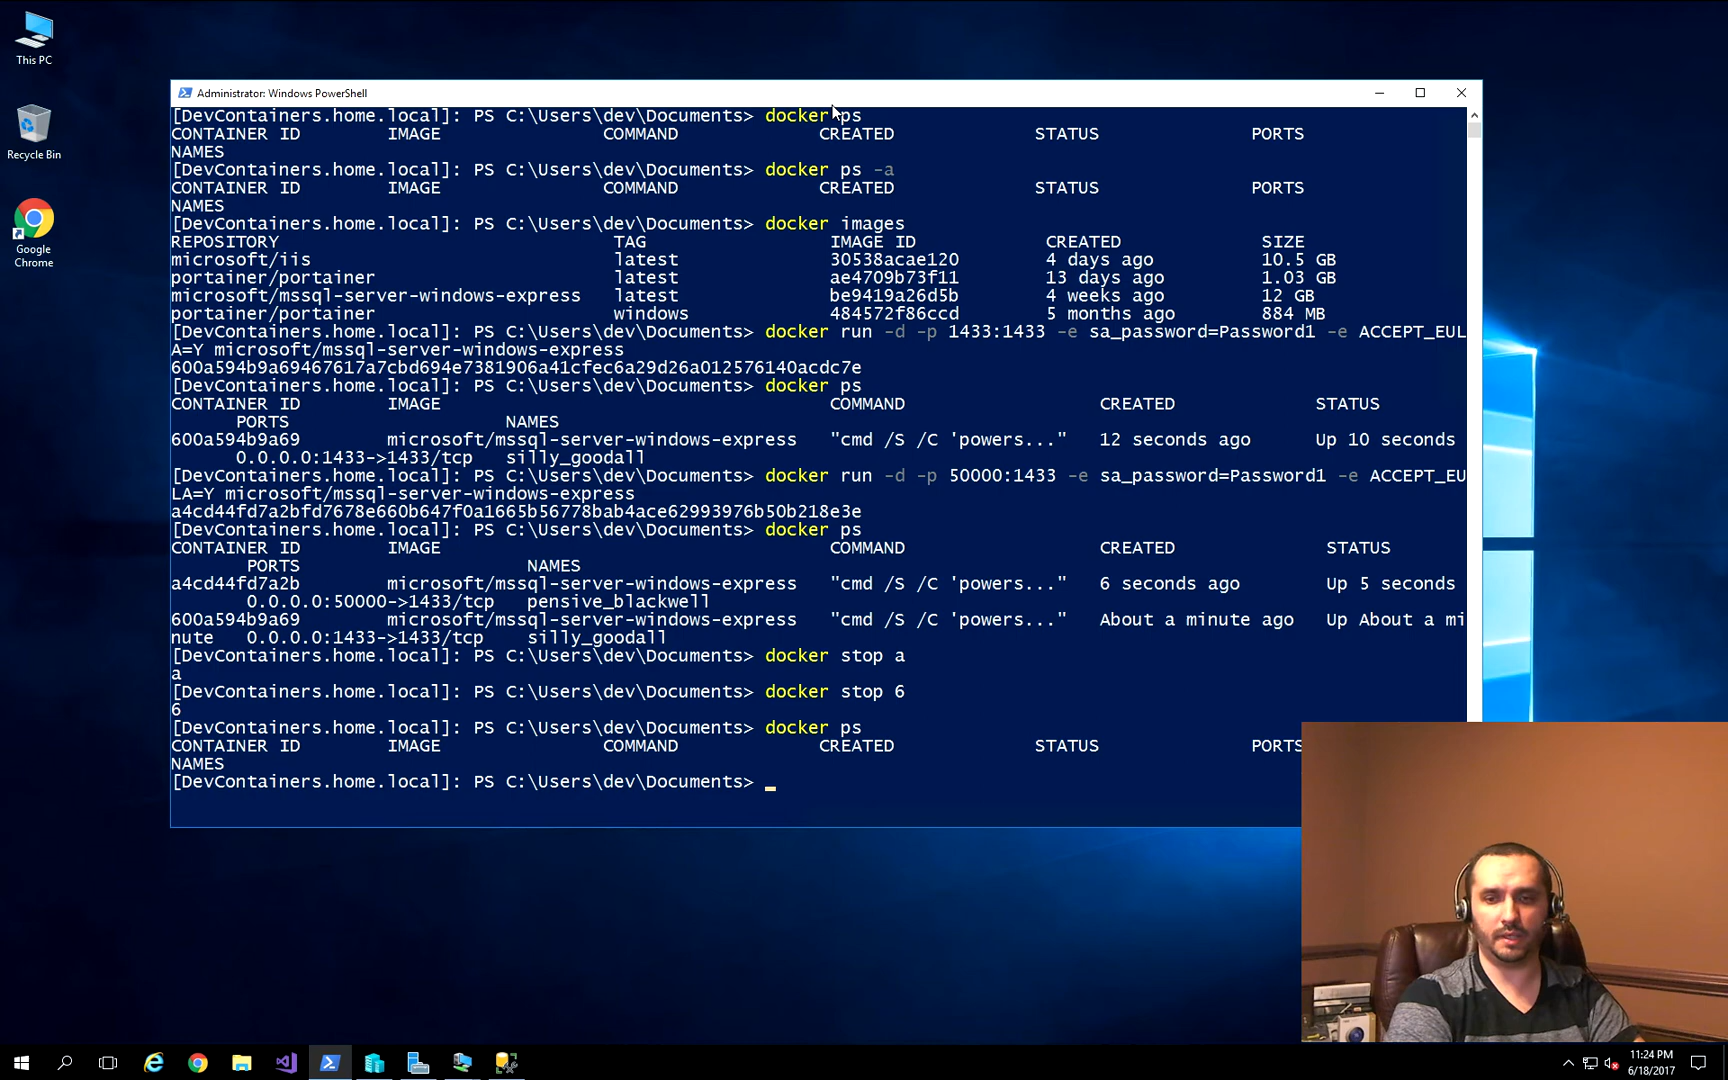 This PC
Recycle Bin
Google
Chrome
Administrator: Windows PowerShell
[DevContainers.home.local]: PS C:\Users\dev\Documents> docker ps
CONTAINER ID IMAGE COMMAND CREATED STATUS PORTS
NAMES
[DevContainers.home.local]: PS C:\Users\dev\Documents> docker ps -a
CONTAINER ID IMAGE COMMAND CREATED STATUS PORTS
NAMES
[DevContainers.home.local]: PS C:\Users\dev\Documents> docker images
REPOSITORY TAG IMAGE ID CREATED SIZE
microsoft/iis latest 30538acae120 4 days ago 10.5 GB
portainer/portainer latest ae4709b73f11 13 days ago 1.03 GB
microsoft/mssql-server-windows-express latest be9419a26d5b 4 weeks ago 12 GB
portainer/portainer windows 484572f86ccd 5 months ago 884 MB
[DevContainers.home.local]: PS C:\Users\dev\Documents> docker run -d -p 1433:1433 -e sa_password=Password1 -e ACCEPT_EUL
A=Y microsoft/mssql-server-windows-express
600a594b9a69467617a7cbd694e7381906a41cfec6a29d26a012576140acdc7e
[DevContainers.home.local]: PS C:\Users\dev\Documents> docker ps
CONTAINER ID IMAGE COMMAND CREATED STATUS
PORTS NAMES
600a594b9a69 microsoft/mssql-server-windows-express "cmd /S /C 'powers..." 12 seconds ago Up 10 seconds
0.0.0.0:1433->1433/tcp silly_goodall
[DevContainers.home.local]: PS C:\Users\dev\Documents> docker run -d -p 50000:1433 -e sa_password=Password1 -e ACCEPT_EU
LA=Y microsoft/mssql-server-windows-express
a4cd44fd7a2bfd7678e660b647f0a1665b56778bab4ace62993976b50b218e3e
[DevContainers.home.local]: PS C:\Users\dev\Documents> docker ps
CONTAINER ID IMAGE COMMAND CREATED STATUS
PORTS NAMES
a4cd44fd7a2b microsoft/mssql-server-windows-express "cmd /S /C 'powers..." 6 seconds ago Up 5 seconds
0.0.0.0:50000->1433/tcp pensive_blackwell
600a594b9a69 microsoft/mssql-server-windows-express "cmd /S /C 'powers..." About a minute ago Up About a mi
nute 0.0.0.0:1433->1433/tcp silly_goodall
[DevContainers.home.local]: PS C:\Users\dev\Documents> docker stop a
a
[DevContainers.home.local]: PS C:\Users\dev\Documents> docker stop 6
6
[DevContainers.home.local]: PS C:\Users\dev\Documents> docker ps
CONTAINER ID IMAGE COMMAND CREATED STATUS PORTS
NAMES
[DevContainers.home.local]: PS C:\Users\dev\Documents>
11:24 PM
6/18/2017